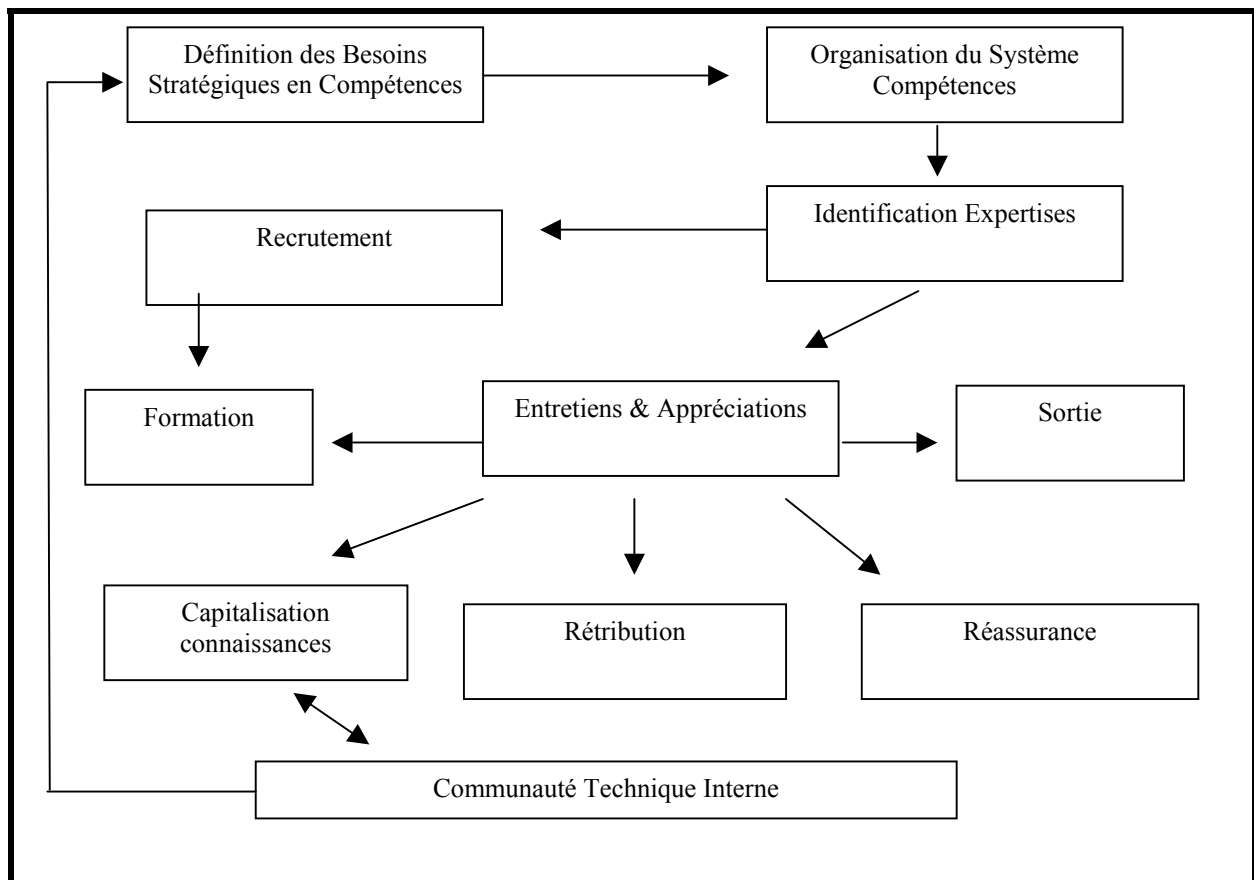 Définition des Besoins
Stratégiques en Compétences
Organisation du Système
Compétences
Identification Expertises
Recrutement
Formation
Entretiens & Appréciations
Sortie
Capitalisation
connaissances
Rétribution
Réassurance
Communauté Technique Interne